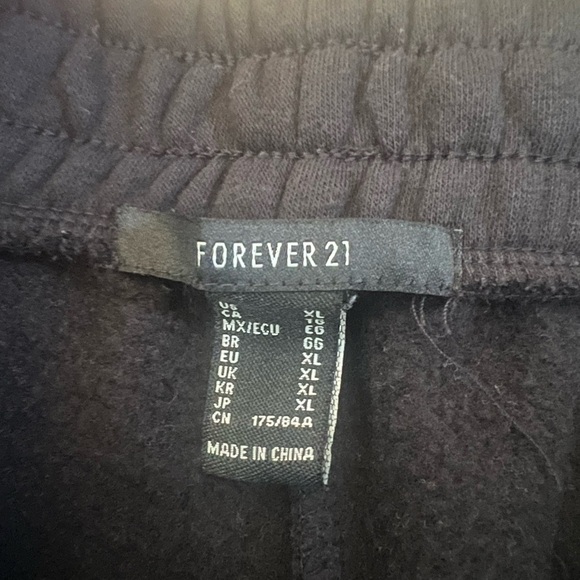 FOREVER 21
US
CA XL
MX/ECU EG
BR 66
EU XL
UK XL
KR XL
JP XL
CN 175/84A
MADE IN CHINA